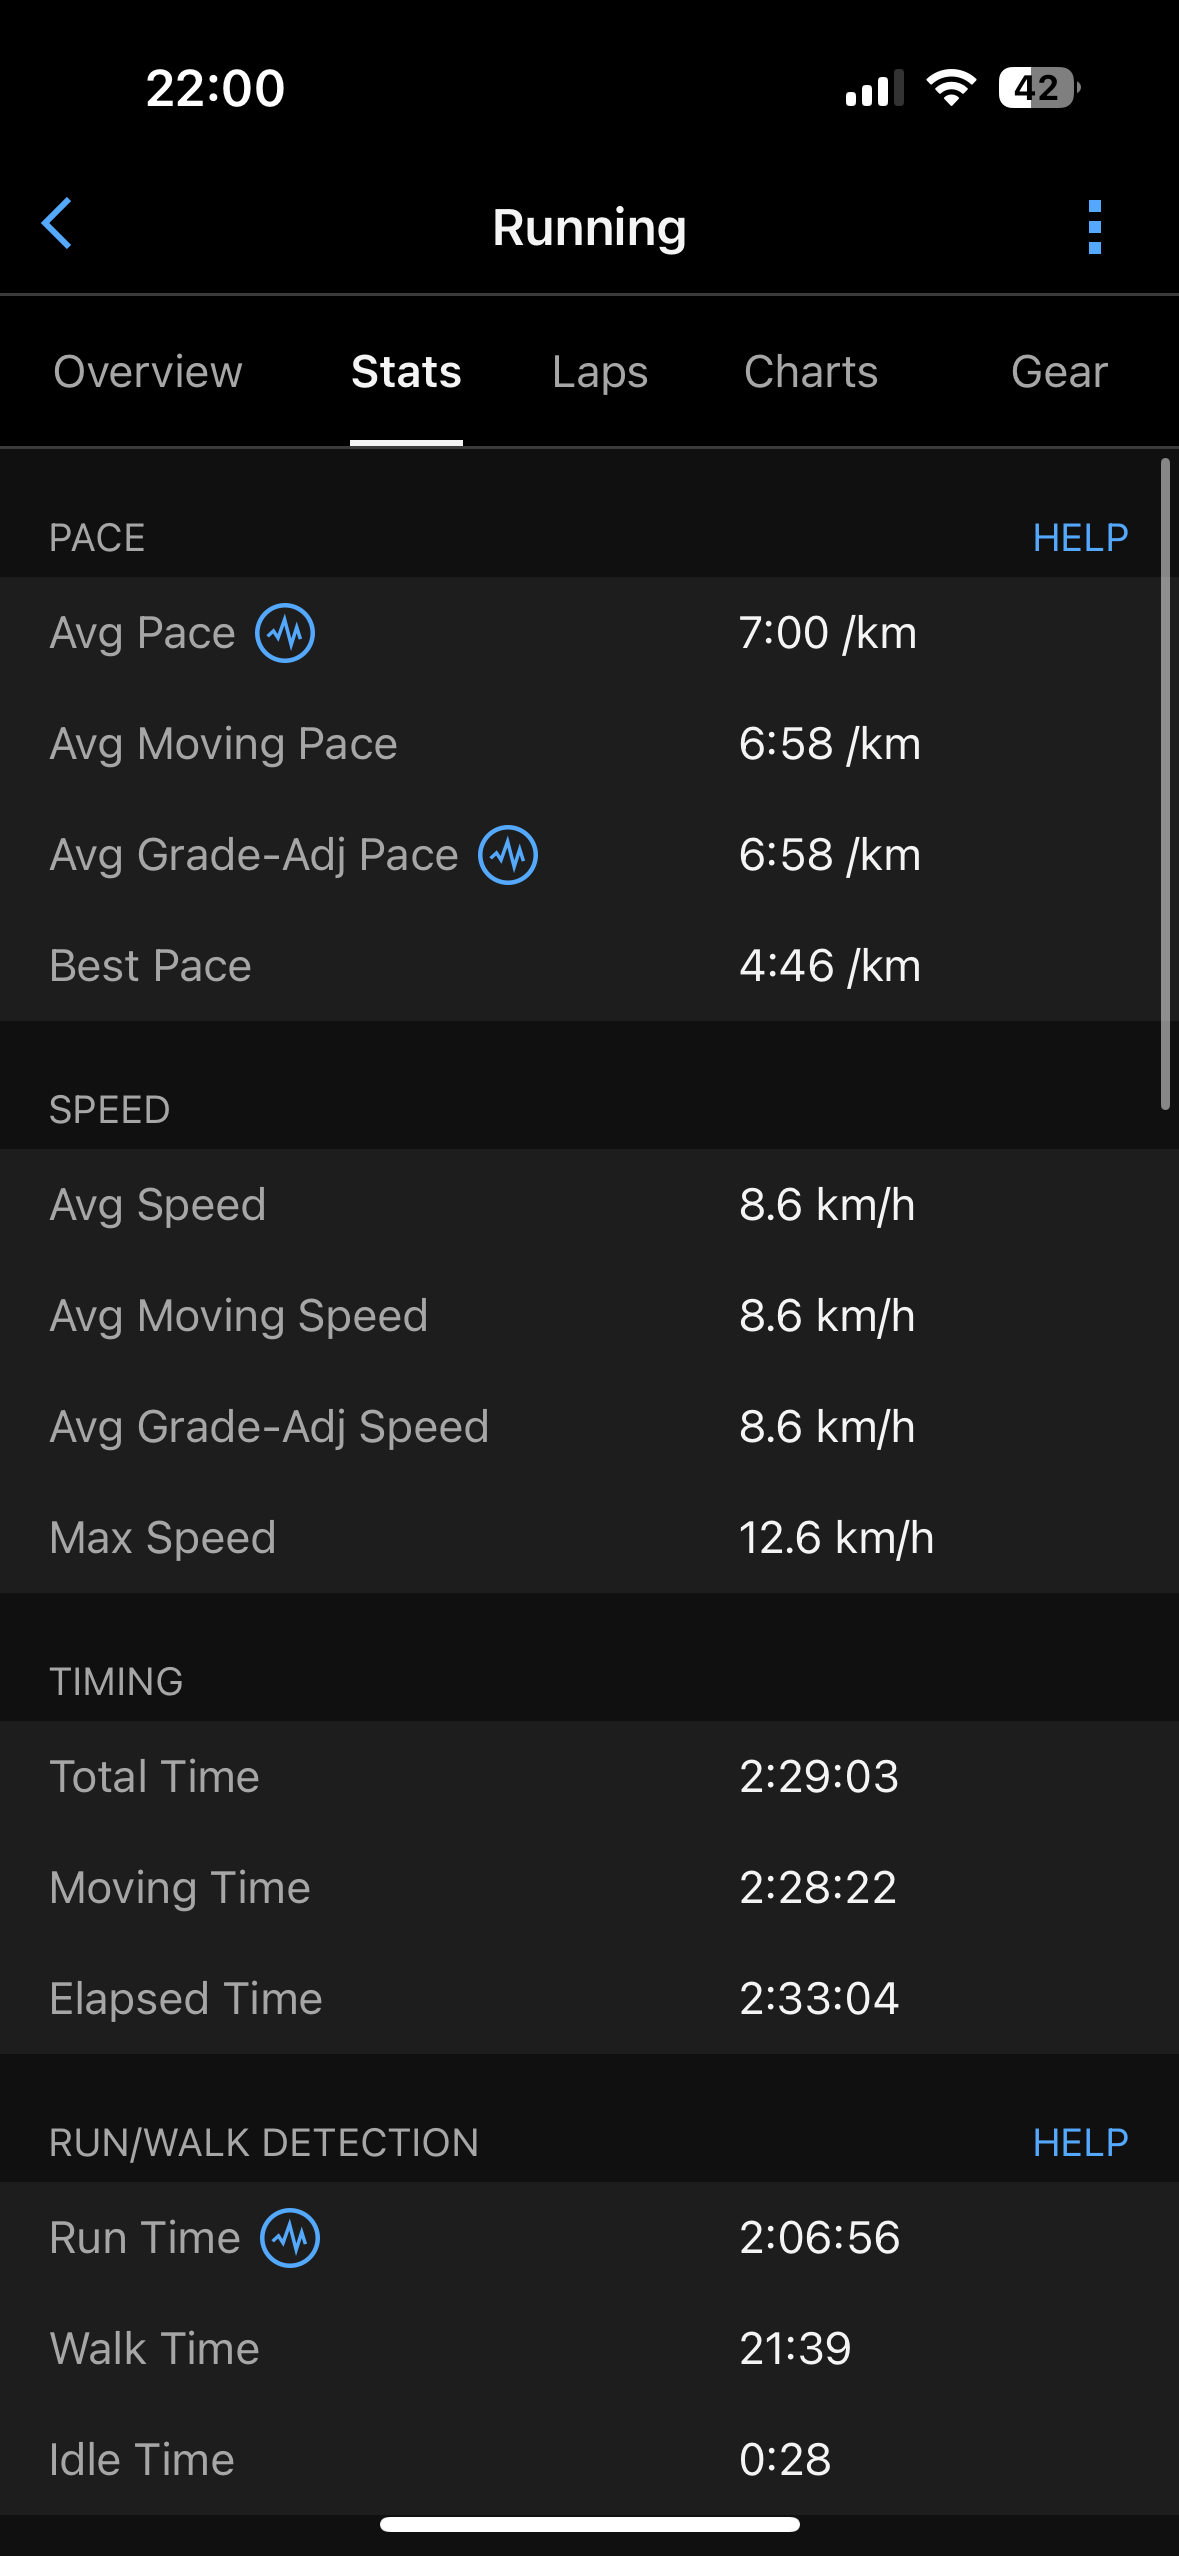 22:00
42
Running
Overview Stats Laps Charts Gear
PACE HELP
Avg Pace 7:00 /km
Avg Moving Pace 6:58 /km
Avg Grade-Adj Pace 6:58 /km
Best Pace 4:46 /km
SPEED
Avg Speed 8.6 km/h
Avg Moving Speed 8.6 km/h
Avg Grade-Adj Speed 8.6 km/h
Max Speed 12.6 km/h
TIMING
Total Time 2:29:03
Moving Time 2:28:22
Elapsed Time 2:33:04
RUN/WALK DETECTION HELP
Run Time 2:06:56
Walk Time 21:39
Idle Time 0:28